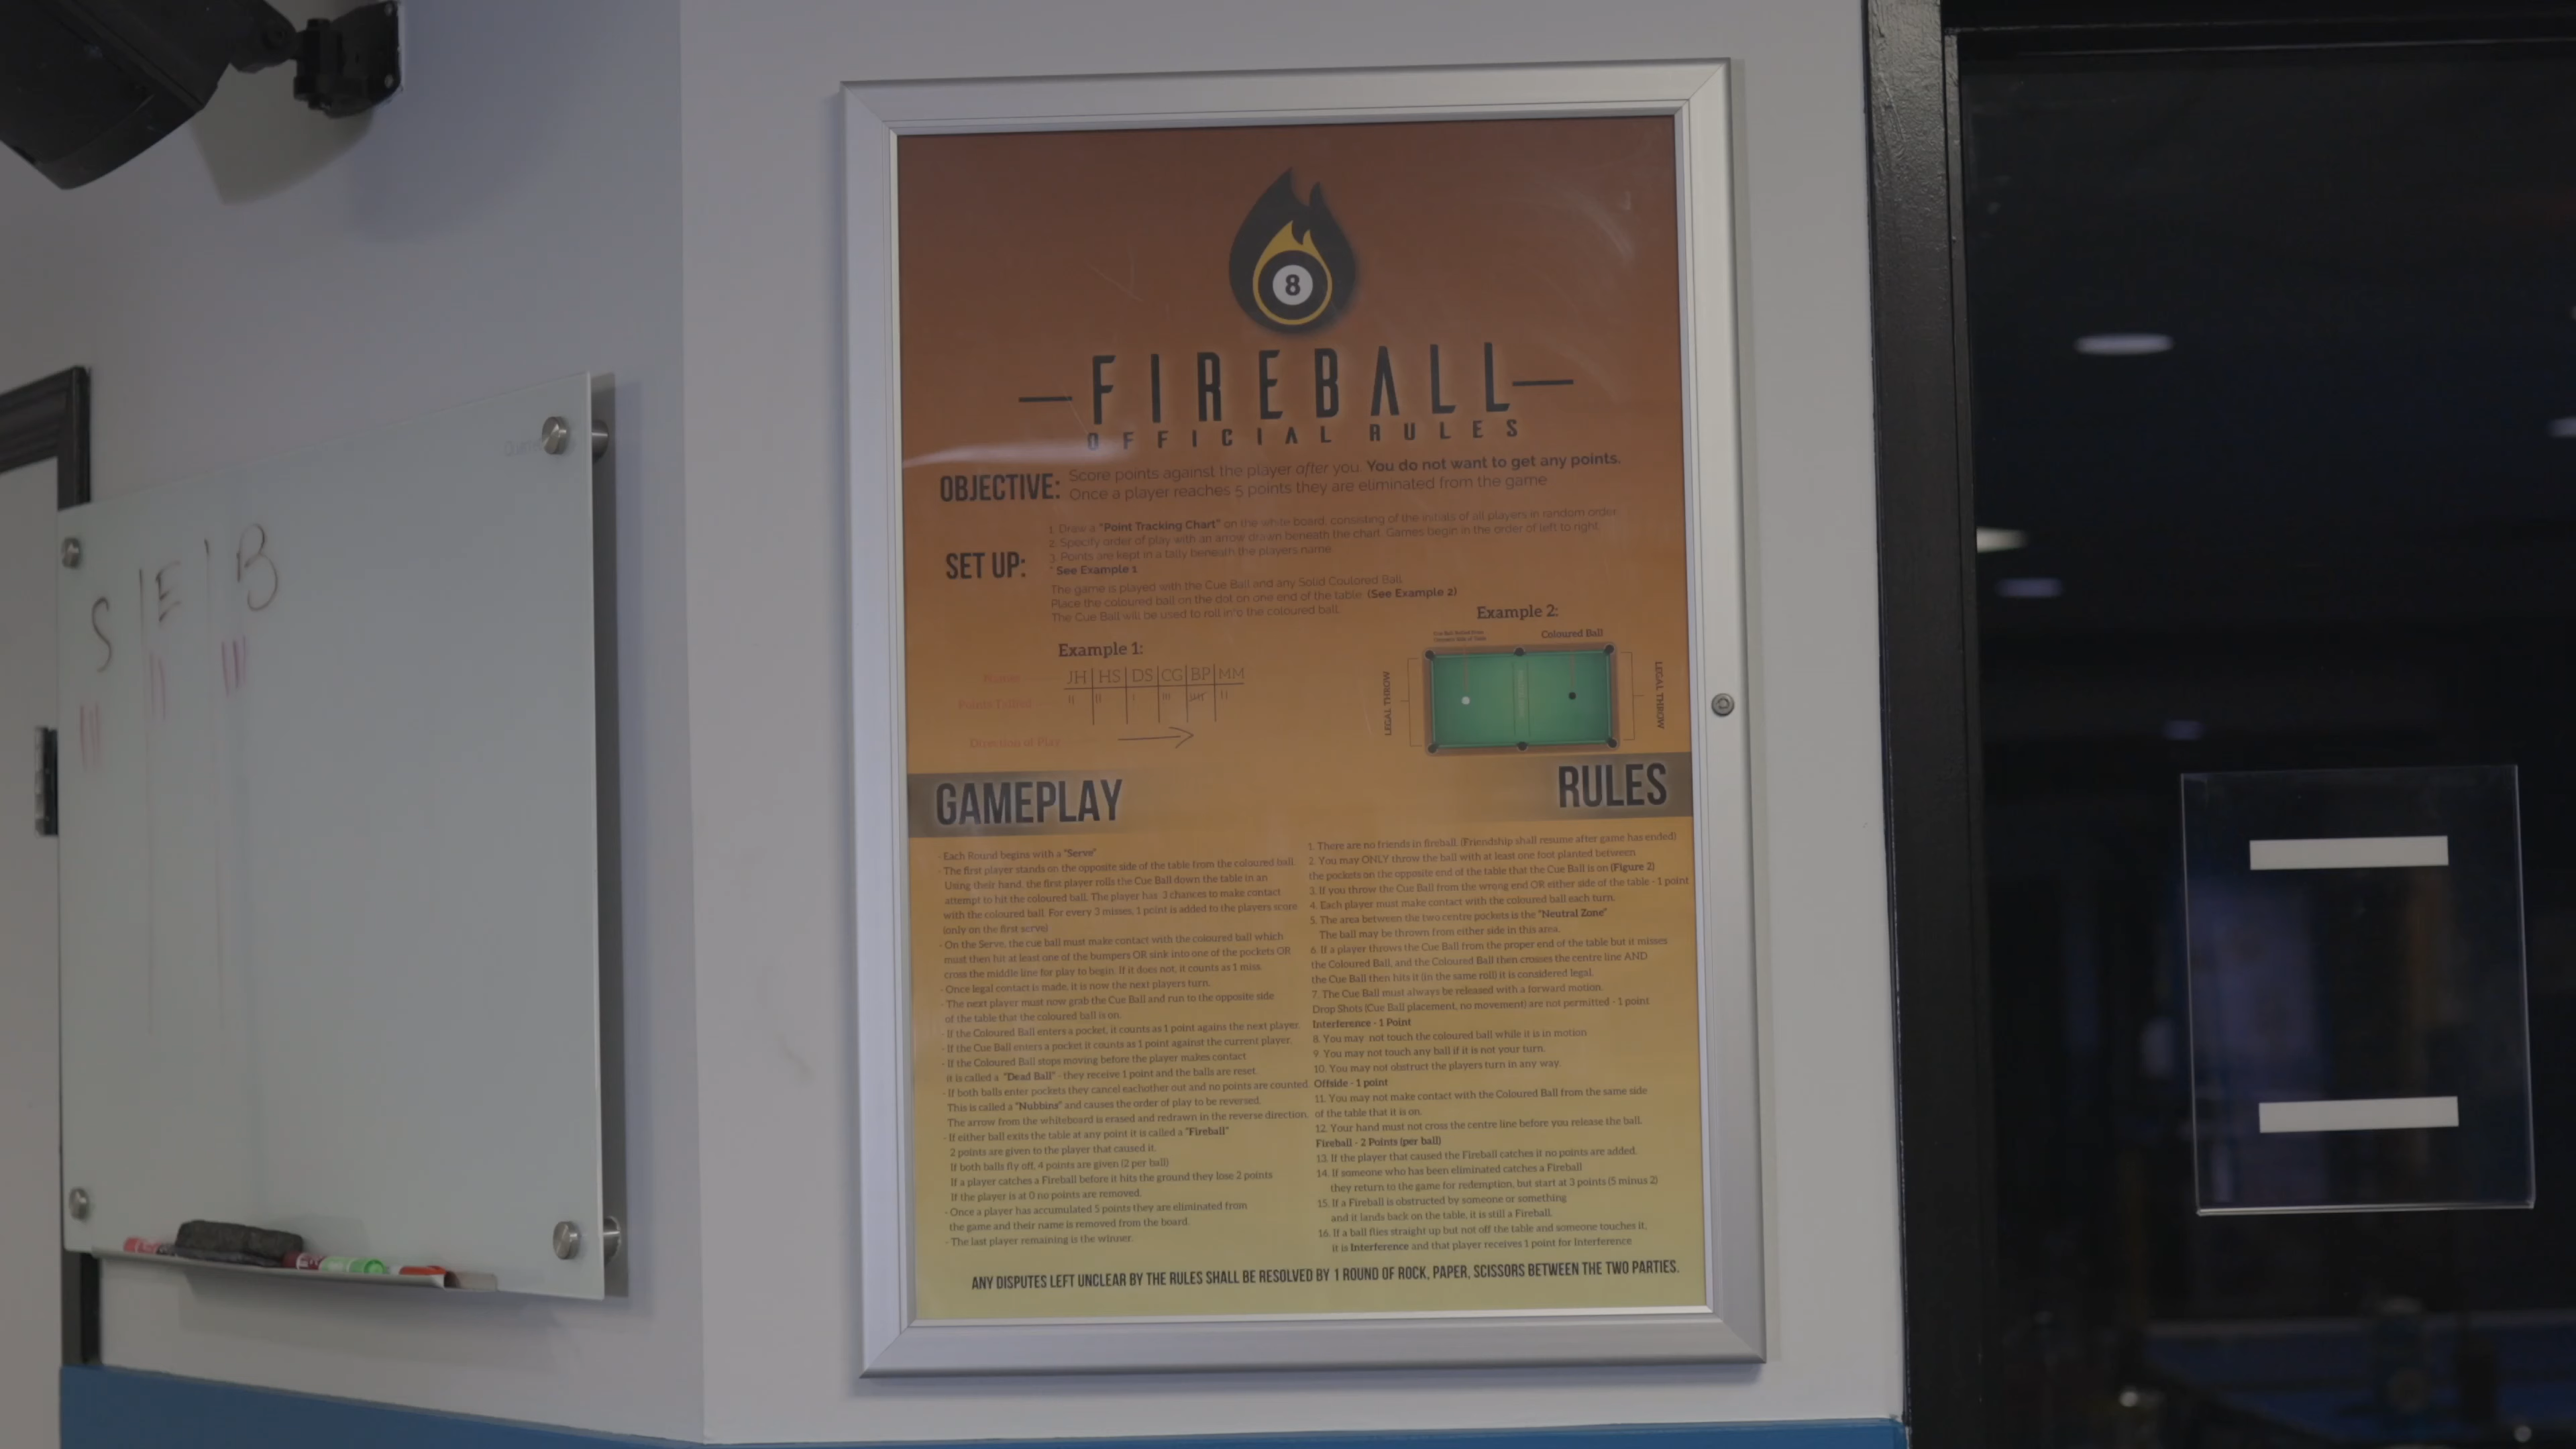 S | E | B
||| || |||
8
FIREBALL
OFFICIAL RULES
OBJECTIVE: Score points against the player after you. You do not want to get any points.
Once a player reaches 5 points they are eliminated from the game
SET UP:
1. Draw a "Point Tracking Chart" on the white board, consisting of the initials of all players in random order.
2. Specify order of play with an arrow drawn beneath the chart. Games begin in the order of left to right.
3. Points are kept in a tally beneath the players name
* See Example 1
The game is played with the Cue Ball and any Solid Coulored Ball.
Place the coloured ball on the dot on one end of the table. (See Example 2)
The Cue Ball will be used to roll into the coloured ball.
Example 1:
Names
JH | HS | DS | CG | BP | MM
Points Tallied
Direction of Play
Example 2:
Coloured Ball
LEGAL THROW
LEGAL THROW
GAMEPLAY
- Each Round begins with a "Serve"
- The first player stands on the opposite side of the table from the coloured ball.
Using their hand, the first player rolls the Cue Ball down the table in an
attempt to hit the coloured ball. The player has 3 chances to make contact
with the coloured ball. For every 3 misses, 1 point is added to the players score
(only on the first serve)
- On the Serve, the cue ball must make contact with the coloured ball which
must then hit at least one of the bumpers OR sink into one of the pockets OR
cross the middle line for play to begin. If it does not, it counts as 1 miss.
- Once legal contact is made, it is now the next players turn.
- The next player must now grab the Cue Ball and run to the opposite side
of the table that the coloured ball is on.
- If the Coloured Ball enters a pocket, it counts as 1 point agains the next player.
- If the Cue Ball enters a pocket it counts as 1 point against the current player.
- If the Coloured Ball stops moving before the player makes contact
it is called a "Dead Ball" - they receive 1 point and the balls are reset.
- If both balls enter pockets they cancel eachother out and no points are counted.
This is called a "Nubbins" and causes the order of play to be reversed.
The arrow from the whiteboard is erased and redrawn in the reverse direction.
- If either ball exits the table at any point it is called a "Fireball"
2 points are given to the player that caused it.
If both balls fly off, 4 points are given (2 per ball)
If a player catches a Fireball before it hits the ground they lose 2 points
If the player is at 0 no points are removed.
- Once a player has accumulated 5 points they are eliminated from
the game and their name is removed from the board.
- The last player remaining is the winner.
RULES
1. There are no friends in fireball. (Friendship shall resume after game has ended)
2. You may ONLY throw the ball with at least one foot planted between
the pockets on the opposite end of the table that the Cue Ball is on (Figure 2)
3. If you throw the Cue Ball from the wrong end OR either side of the table - 1 point
4. Each player must make contact with the coloured ball each turn.
5. The area between the two centre pockets is the "Neutral Zone"
The ball may be thrown from either side in this area.
6. If a player throws the Cue Ball from the proper end of the table but it misses
the Coloured Ball, and the Coloured Ball then crosses the centre line AND
the Cue Ball then hits it (in the same roll) it is considered legal.
7. The Cue Ball must always be released with a forward motion.
Drop Shots (Cue Ball placement, no movement) are not permitted - 1 point
Interference - 1 Point
8. You may not touch the coloured ball while it is in motion
9. You may not touch any ball if it is not your turn.
10. You may not obstruct the players turn in any way.
Offside - 1 point
11. You may not make contact with the Coloured Ball from the same side
of the table that it is on.
12. Your hand must not cross the centre line before you release the ball.
Fireball - 2 Points (per ball)
13. If the player that caused the Fireball catches it no points are added.
14. If someone who has been eliminated catches a Fireball
they return to the game for redemption, but start at 3 points (5 minus 2)
15. If a Fireball is obstructed by someone or something
and it lands back on the table, it is still a Fireball.
16. If a ball flies straight up but not off the table and someone touches it,
it is Interference and that player receives 1 point for Interference
ANY DISPUTES LEFT UNCLEAR BY THE RULES SHALL BE RESOLVED BY 1 ROUND OF ROCK, PAPER, SCISSORS BETWEEN THE TWO PARTIES.